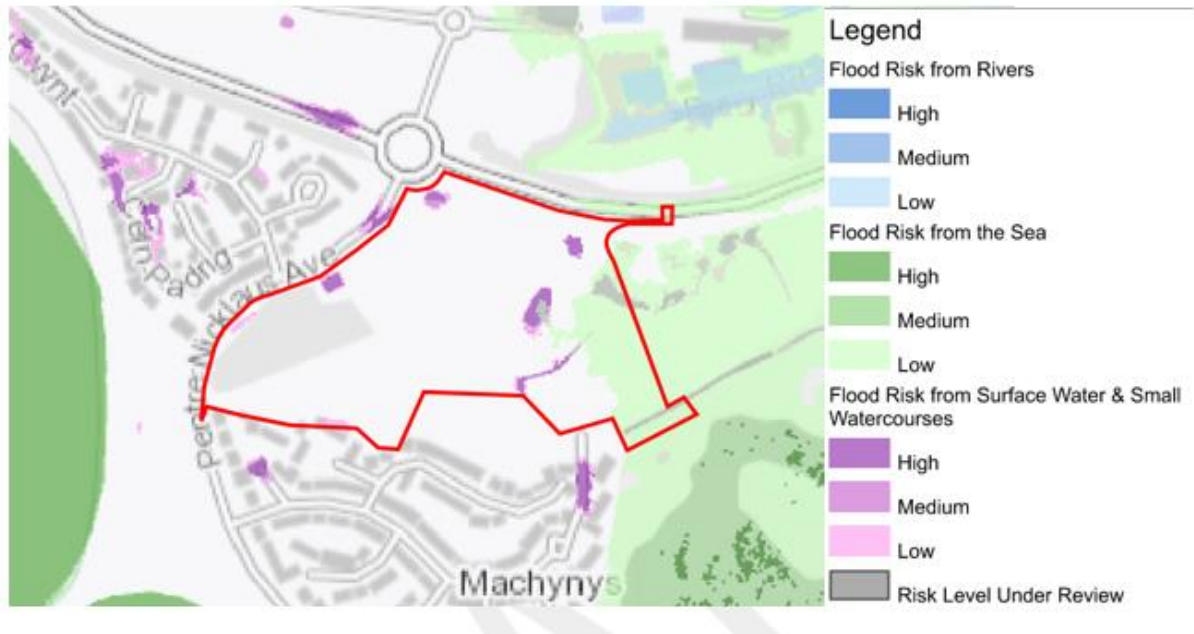 Legend
Flood Risk from Rivers
High
Medium
Low
Flood Risk from the Sea
High
Medium
Low
Flood Risk from Surface Water & Small
Watercourses
High
Medium
Low
Risk Level Under Review
Cefn Padrig
Pentre Nicklaus Ave
Machynys